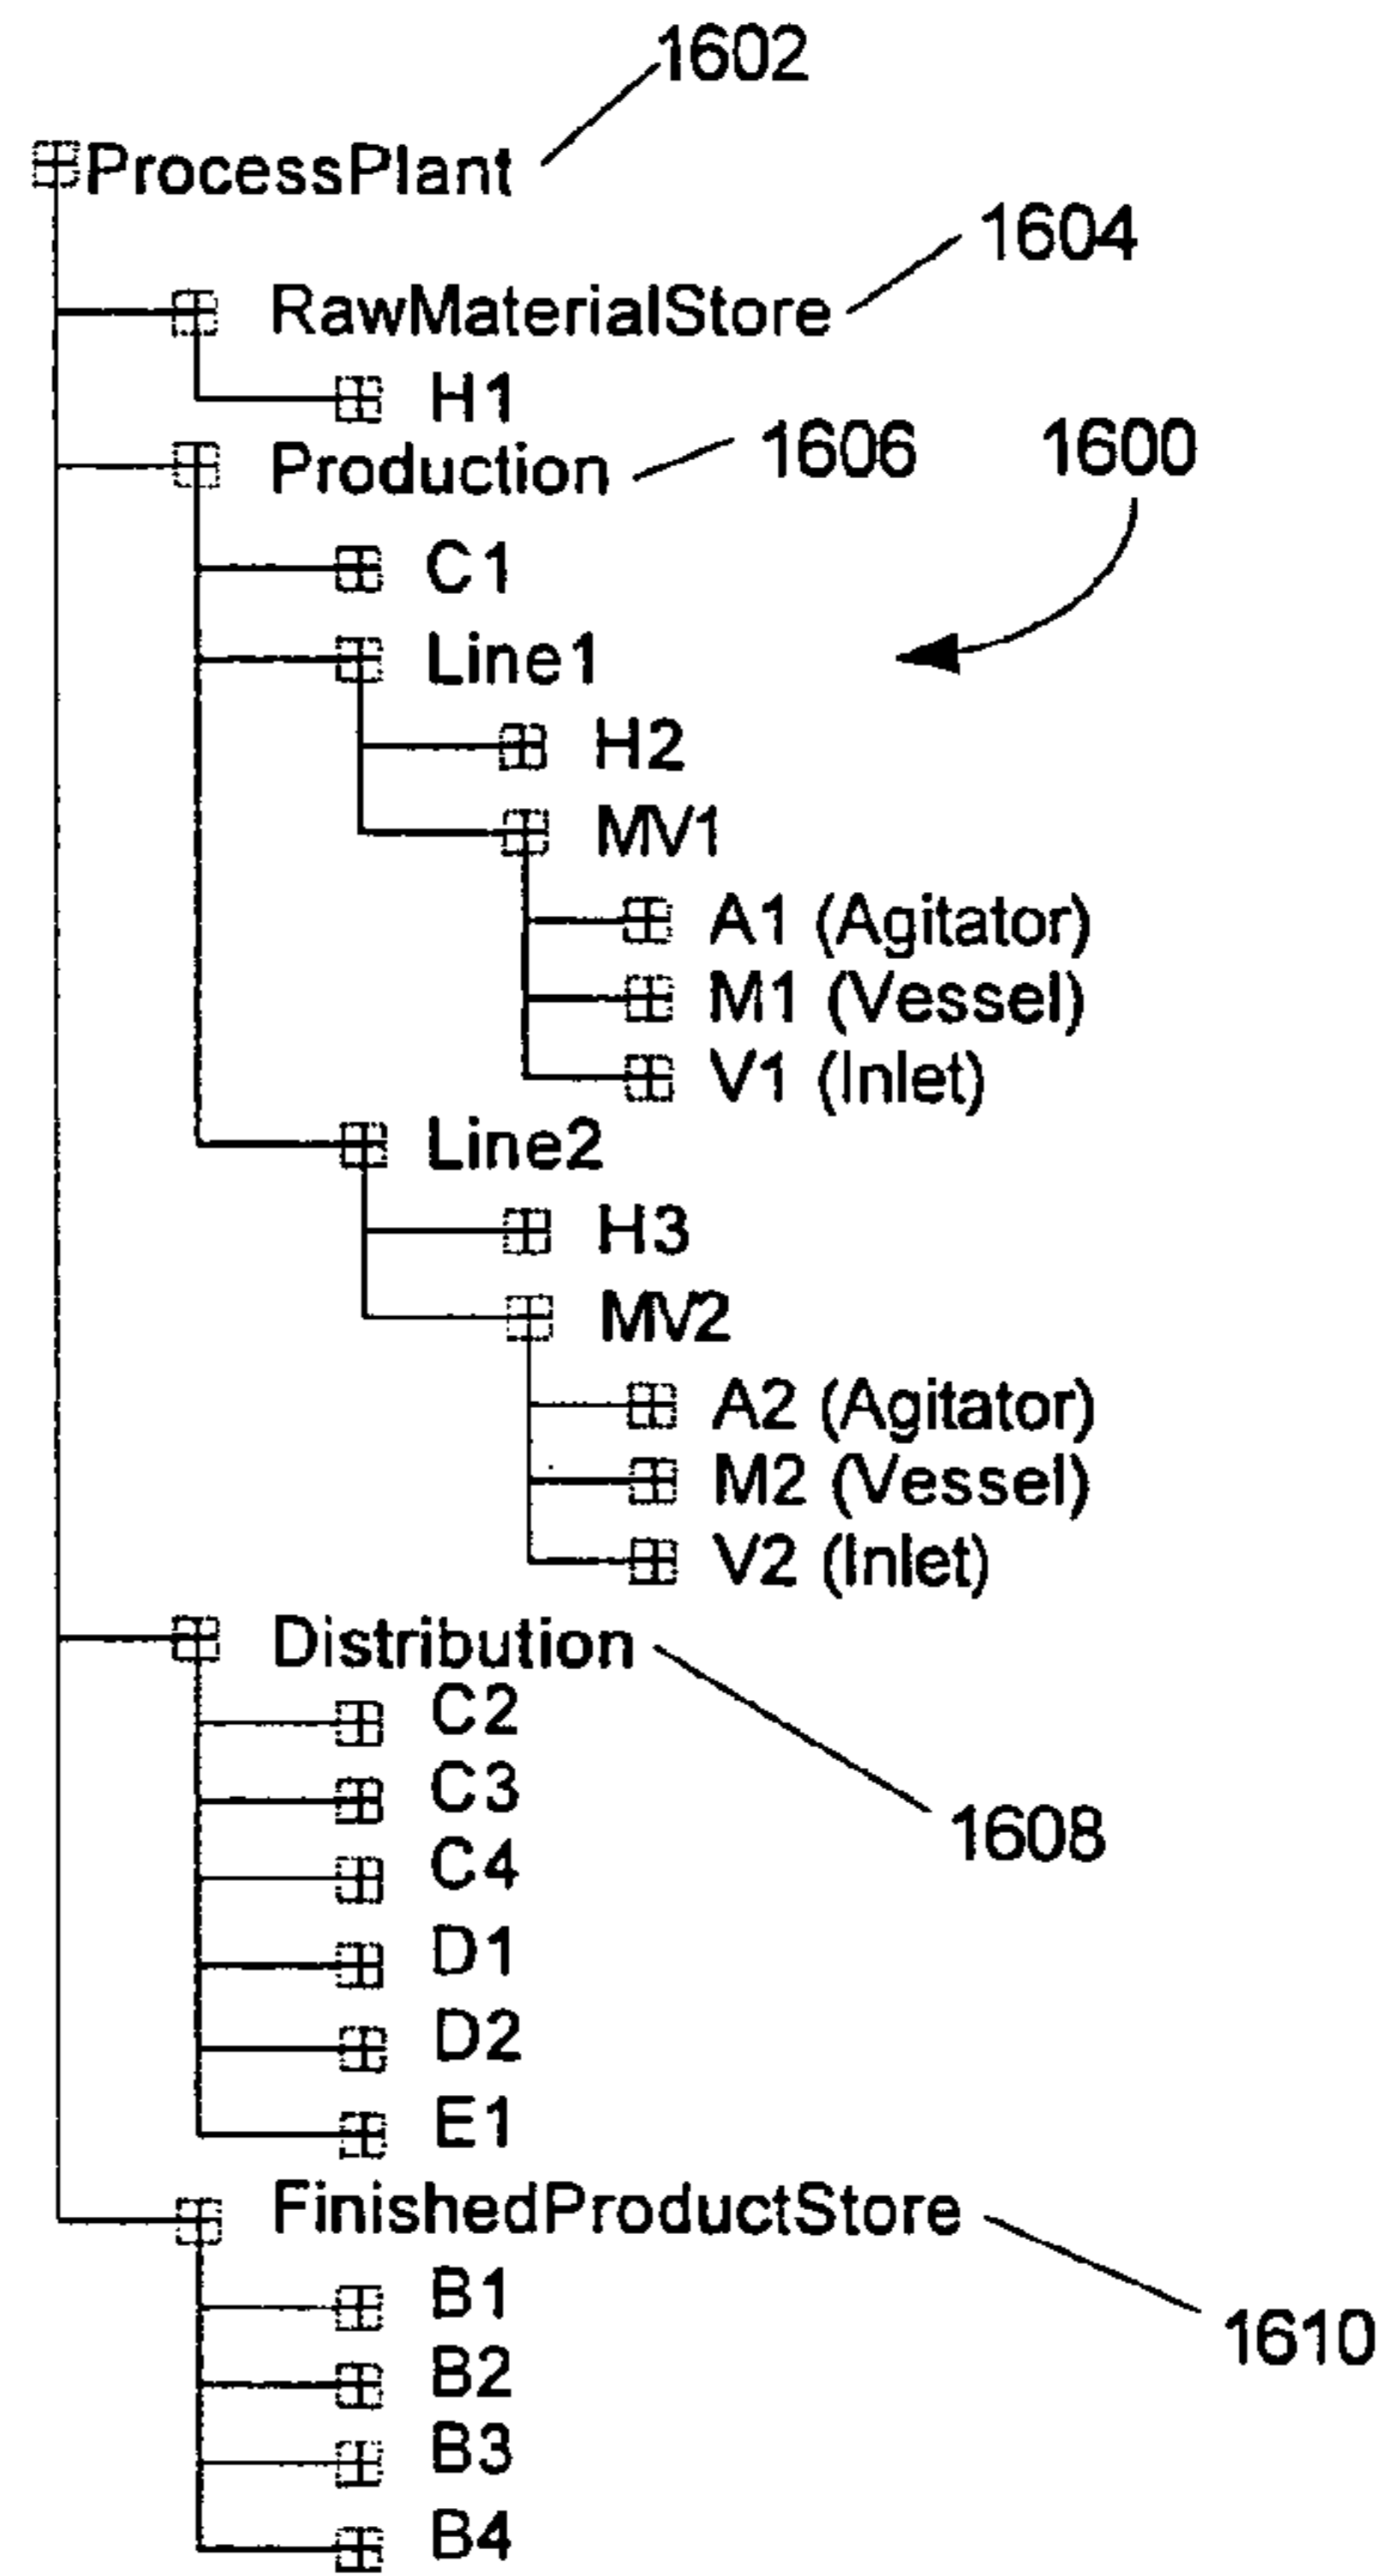 1602
ProcessPlant
1604
RawMaterialStore
H1
1606
1600
Production
C1
Line1
H2
MV1
A1 (Agitator)
M1 (Vessel)
V1 (Inlet)
Line2
H3
MV2
A2 (Agitator)
M2 (Vessel)
V2 (Inlet)
Distribution
C2
C3
1608
C4
D1
D2
E1
FinishedProductStore
B1
1610
B2
B3
B4